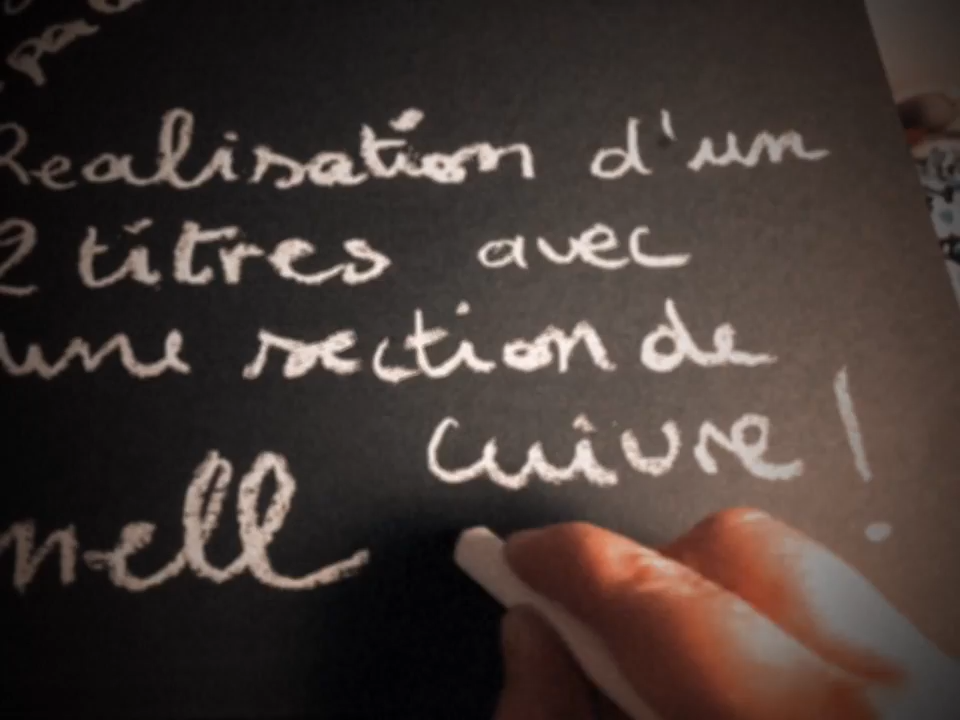 Realisation d'un
2 titres avec
une section de
cuivre !